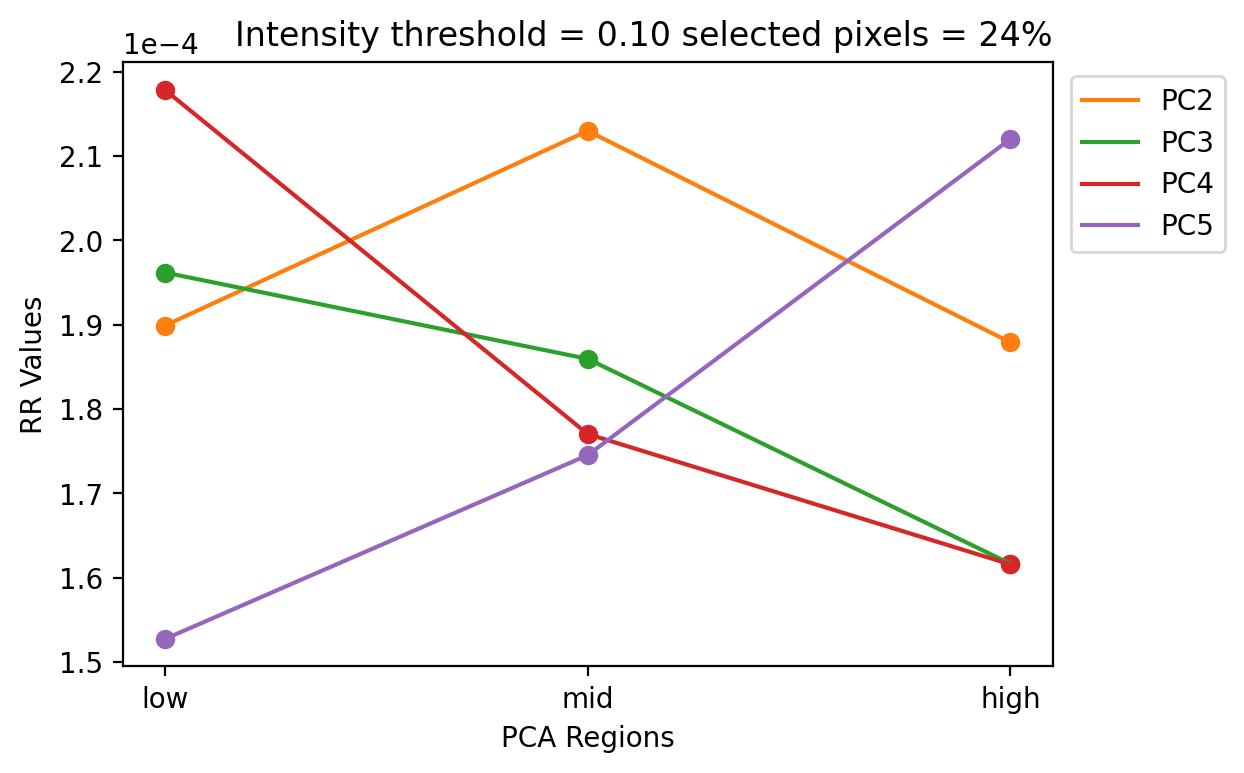 Intensity threshold = 0.10 selected pixels = 24%
1e−4
2.2
2.1
2.0
1.9
1.8
1.7
1.6
1.5
RR Values
low
mid
high
PCA Regions
PC2
PC3
PC4
PC5